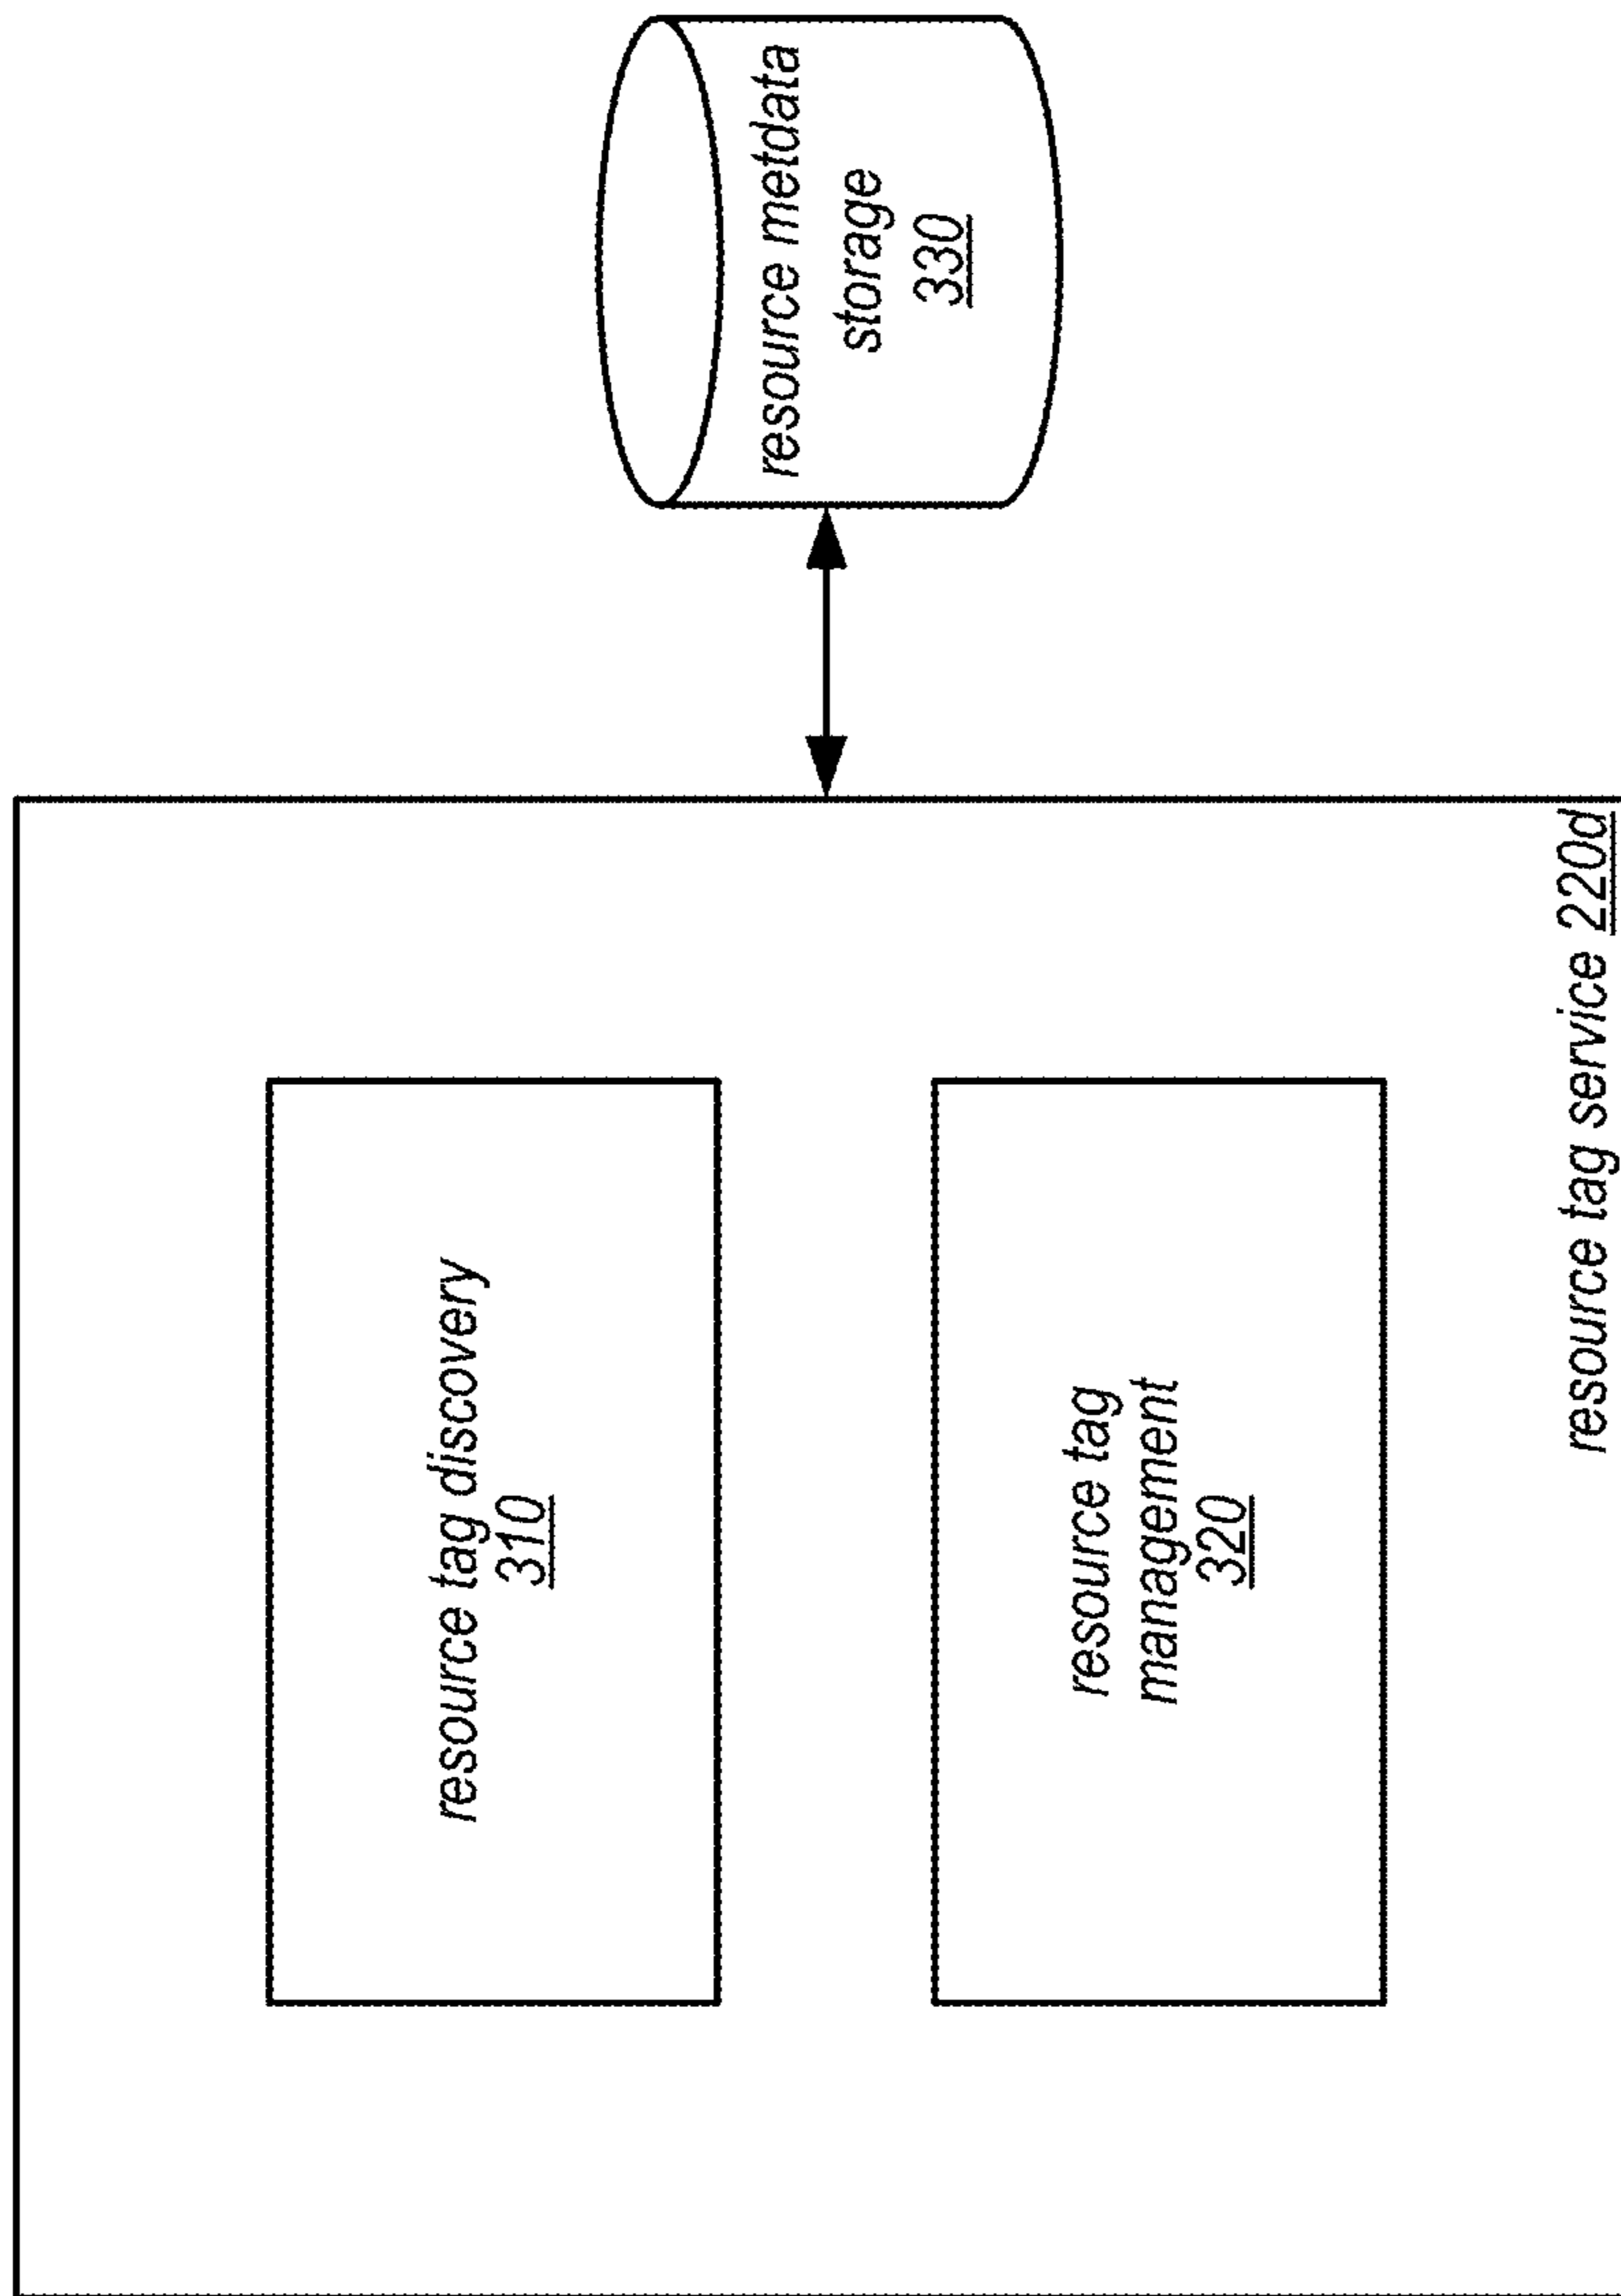 resource tag discovery
310
resource tag
management
320
resource tag service 220d
resource metdata
storage
330